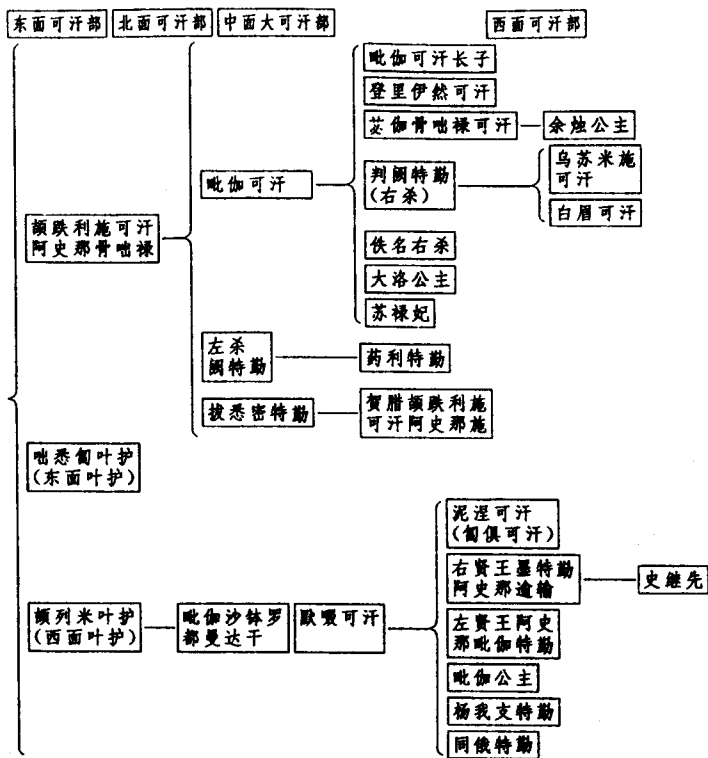 东面可汗部 北面可汗部 中面大可汗部 西面可汗部
毗伽可汗长子
登里伊然可汗
苾伽骨咄禄可汗 余烛公主
毗伽可汗
判阙特勤
(右杀)
乌苏米施
可汗
白眉可汗
颉跌利施可汗
阿史那骨咄禄
佚名右杀
大洛公主
苏禄妃
左杀
阙特勤
药利特勤
拔悉密特勤
贺腊颉跌利施
可汗阿史那施
咄悉匐叶护
(东面叶护)
泥涅可汗
(匐俱可汗)
右贤王墨特勤
阿史那逾输
史继先
颉列米叶护
(西面叶护)
毗伽沙钵罗
都曼达干
默啜可汗
左贤王阿史
那毗伽特勤
毗伽公主
杨我支特勤
同俄特勤